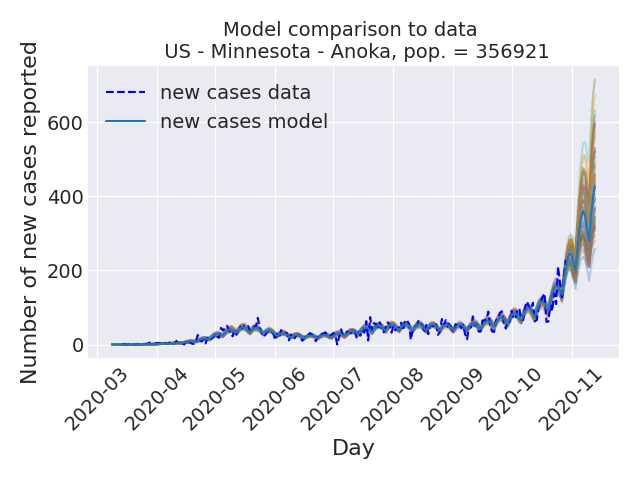 Model comparison to data
US - Minnesota - Anoka, pop. = 356921
Number of new cases reported
new cases data
new cases model
600
400
200
0
2020-03
2020-04
2020-05
2020-06
2020-07
2020-08
2020-09
2020-10
2020-11
Day